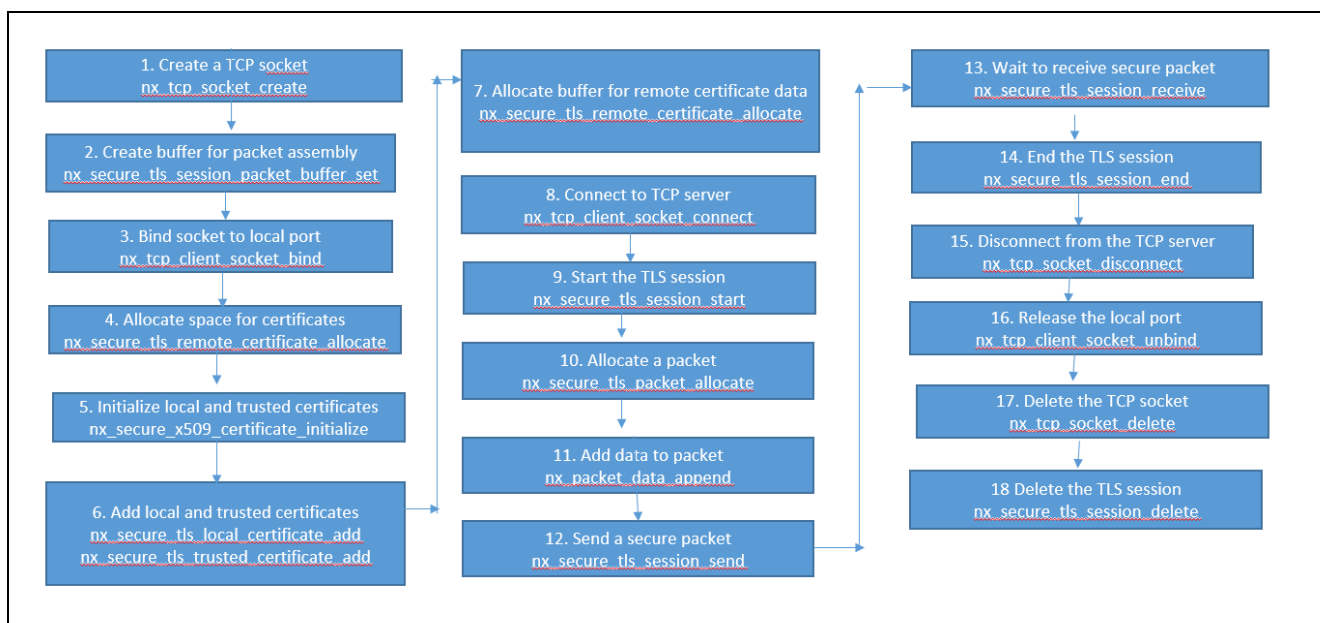 1. Create a TCP socket
nx_tcp_socket_create
2. Create buffer for packet assembly
nx_secure_tls_session_packet_buffer_set
3. Bind socket to local port
nx_tcp_client_socket_bind
4. Allocate space for certificates
nx_secure_tls_remote_certificate_allocate
5. Initialize local and trusted certificates
nx_secure_x509_certificate_initialize
6. Add local and trusted certificates
nx_secure_tls_local_certificate_add
nx_secure_tls_trusted_certificate_add
7. Allocate buffer for remote certificate data
nx_secure_tls_remote_certificate_allocate
8. Connect to TCP server
nx_tcp_client_socket_connect
9. Start the TLS session
nx_secure_tls_session_start
10. Allocate a packet
nx_secure_tls_packet_allocate
11. Add data to packet
nx_packet_data_append
12. Send a secure packet
nx_secure_tls_session_send
13. Wait to receive secure packet
nx_secure_tls_session_receive
14. End the TLS session
nx_secure_tls_session_end
15. Disconnect from the TCP server
nx_tcp_socket_disconnect
16. Release the local port
nx_tcp_client_socket_unbind
17. Delete the TCP socket
nx_tcp_socket_delete
18 Delete the TLS session
nx_secure_tls_session_delete